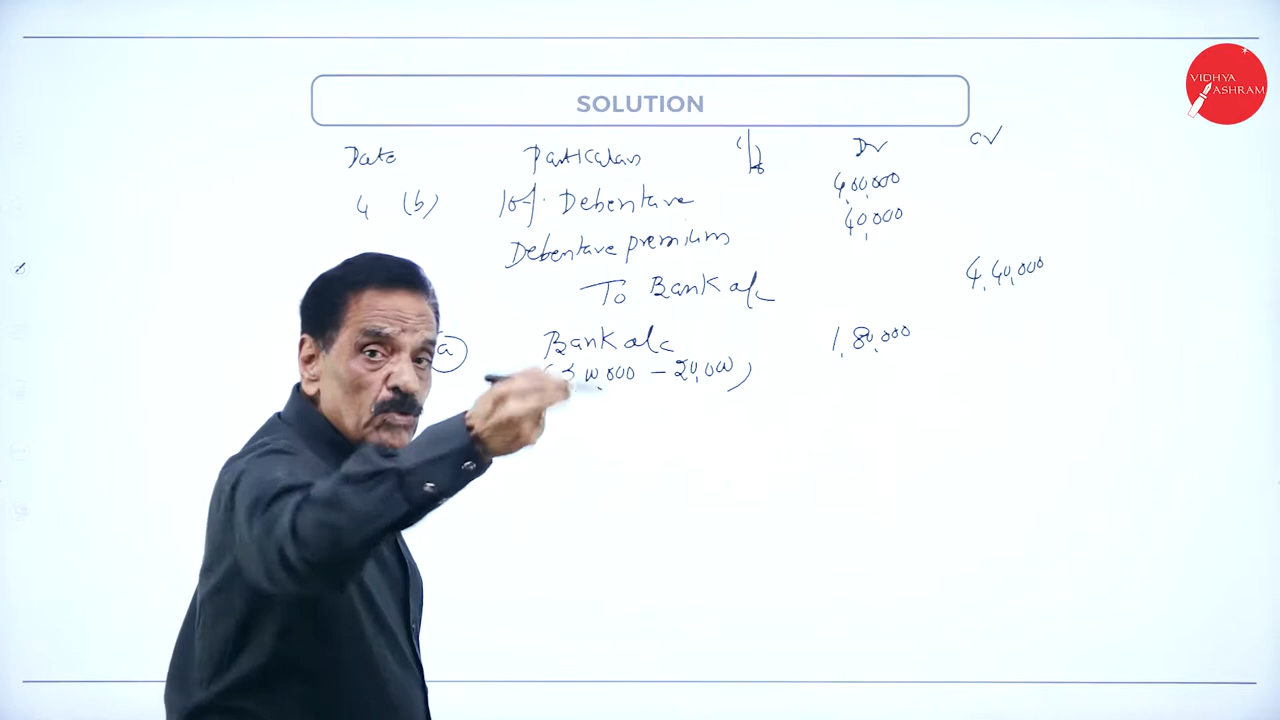 VIDHYA
ASHRAM
SOLUTION
Date Particulars Dr Cr
4 (b) 10% Debenture 4,00,000
Debenture premium 40,000
To Bank a/c 4,40,000
a Bank a/c 1,80,000
000 - 20,000)